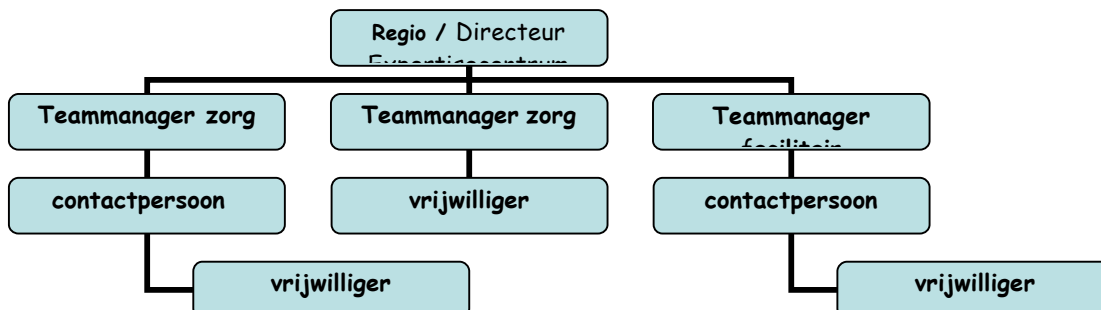 Regio / Directeur
Teammanager zorg
Teammanager zorg
Teammanager
contactpersoon
vrijwilliger
contactpersoon
vrijwilliger
vrijwilliger